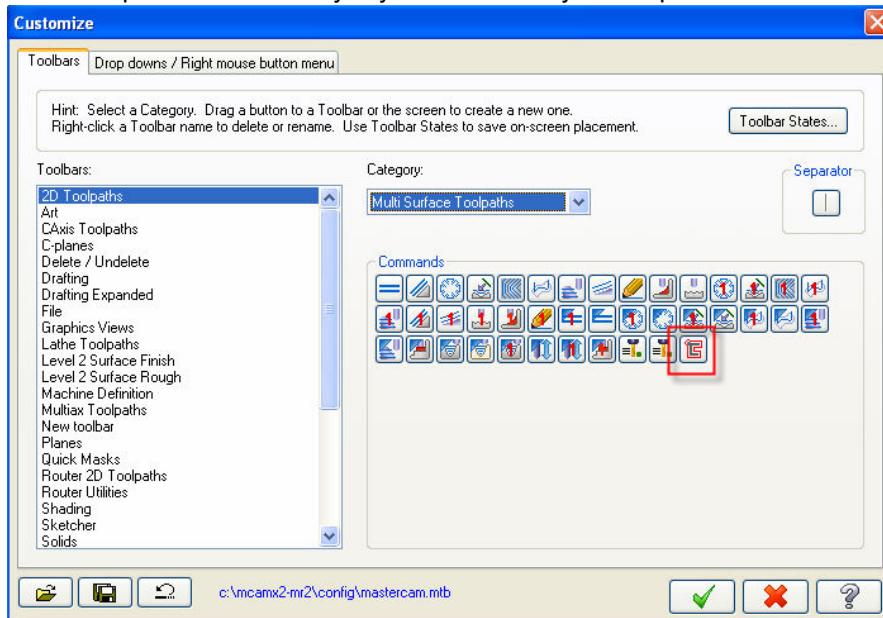 Customize
Toolbars
Drop downs / Right mouse button menu
Hint: Select a Category. Drag a button to a Toolbar or the screen to create a new one.
Right-click a Toolbar name to delete or rename. Use Toolbar States to save on-screen placement.
Toolbar States...
Toolbars:
Category:
Separator
2D Toolpaths
Art
CAxis Toolpaths
C-planes
Delete / Undelete
Drafting
Drafting Expanded
File
Graphics Views
Lathe Toolpaths
Level 2 Surface Finish
Level 2 Surface Rough
Machine Definition
Multiax Toolpaths
New toolbar
Planes
Quick Masks
Router 2D Toolpaths
Router Utilities
Shading
Sketcher
Solids
Multi Surface Toolpaths
Commands
c:\mcamx2-mr2\config\mastercam.mtb